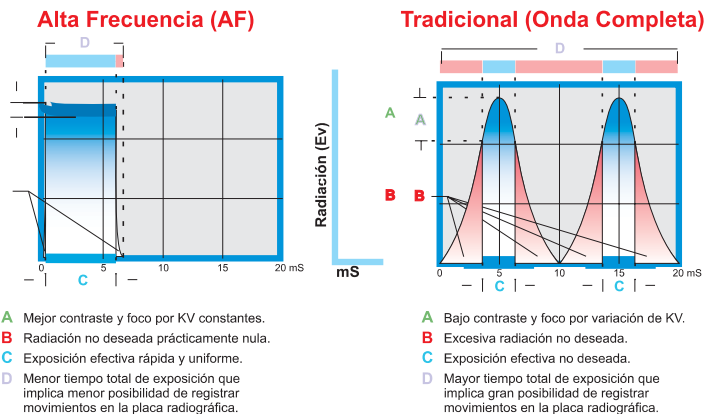 Alta Frecuencia (AF)
D
0
5
10
15
20 mS
C
A Mejor contraste y foco por KV constantes.
B Radiación no deseada prácticamente nula.
C Exposición efectiva rápida y uniforme.
D Menor tiempo total de exposición que
implica menor posibilidad de registrar
movimientos en la placa radiográfica.
Radiación (Ev)
mS
A
B
Tradicional (Onda Completa)
D
A
B
0
5
10
15
20 mS
C
C
A Bajo contraste y foco por variación de KV.
B Excesiva radiación no deseada.
C Exposición efectiva no deseada.
D Mayor tiempo total de exposición que
implica gran posibilidad de registrar
movimientos en la placa radiográfica.